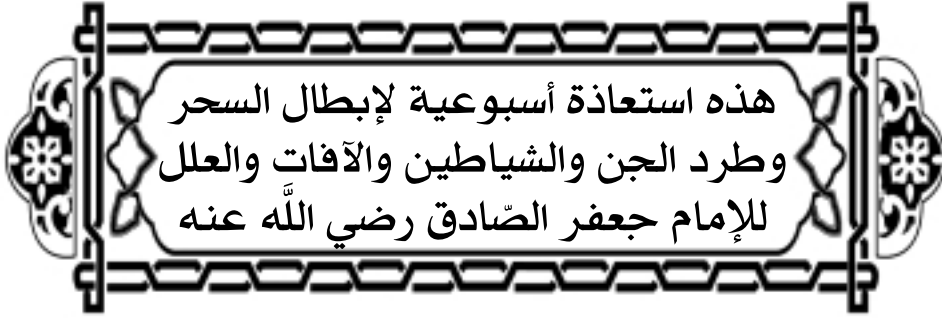 هذه استعاذة أسبوعية لإبطال السحر
وطرد الجن والشياطين والآفات والعلل
للإمام جعفر الصّادق رضي اللَّه عنه